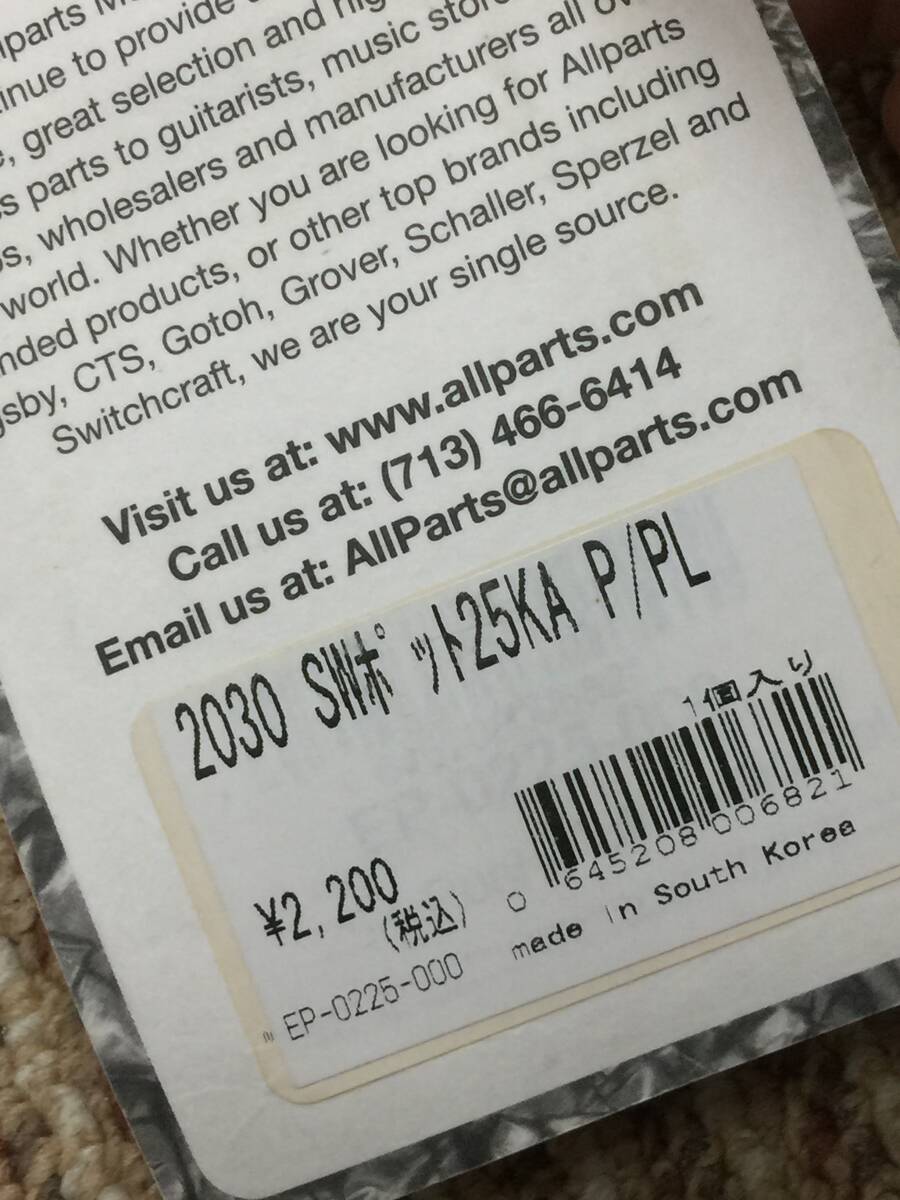 lparts
tinue to provide
great selection and
s parts to guitarists, music
s, wholesalers and manufacturers all
world. Whether you are looking for Allparts
nded products, or other top brands including
gsby, CTS, Gotoh, Grover, Schaller, Sperzel and
Switchcraft, we are your single source.
Visit us at: www.allparts.com
Call us at: (713) 466-6414
Email us at: AllParts@allparts.com
2030 SWポット25KA P/PL
1個入り
0 645208 006821
¥2,200
(税込)
made in South Korea
EP-0225-000